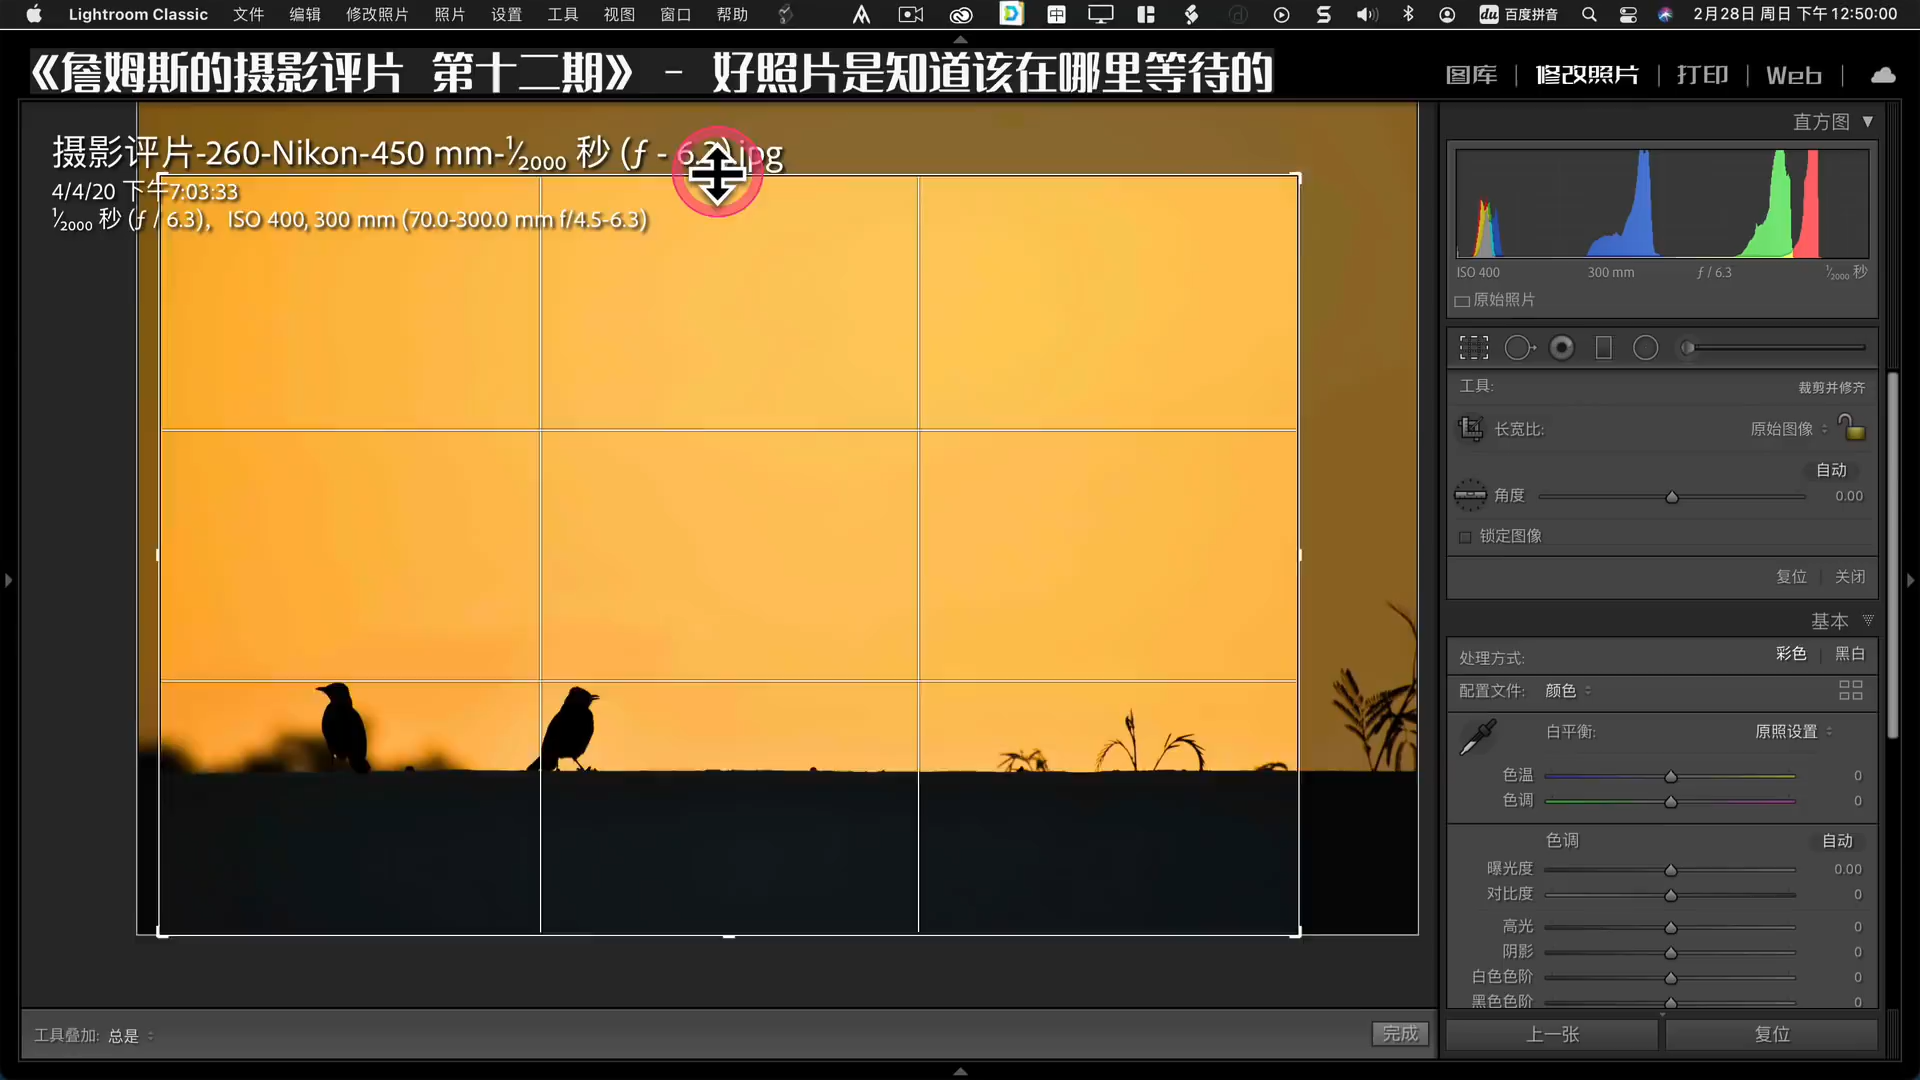 Lightroom Classic 文件 编辑 修改照片 照片 设置 工具 视图 窗口 帮助 中 du 百度拼音 2月28日 周日 下午 12:50:00
《詹姆斯的摄影评片 第十二期》 - 好照片是知道该在哪里等待的
图库 | 修改照片 | 打印 | Web |
摄影评片-260-Nikon-450 mm-¹⁄₂₀₀₀ 秒 (ƒ - 6.3).jpg
4/4/20 下午7:03:33
¹⁄₂₀₀₀ 秒 (ƒ / 6.3), ISO 400, 300 mm (70.0-300.0 mm f/4.5-6.3)
直方图
ISO 400 300 mm ƒ / 6.3 ¹⁄₂₀₀₀ 秒
原始照片
工具: 裁剪并修齐
长宽比: 原始图像
自动
角度 0.00
锁定图像
复位 关闭
基本
处理方式: 彩色 黑白
配置文件: 颜色
白平衡: 原照设置
色温 0
色调 0
色调 自动
曝光度 0.00
对比度 0
高光 0
阴影 0
白色色阶 0
黑色色阶 0
工具叠加: 总是 完成 上一张 复位